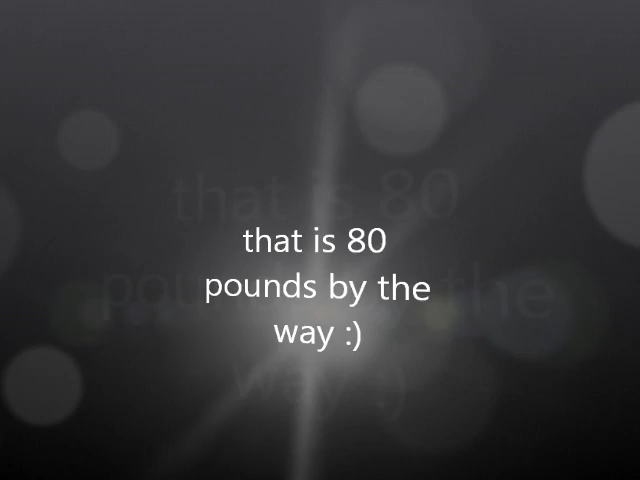 that is 80
pounds by the
way :)